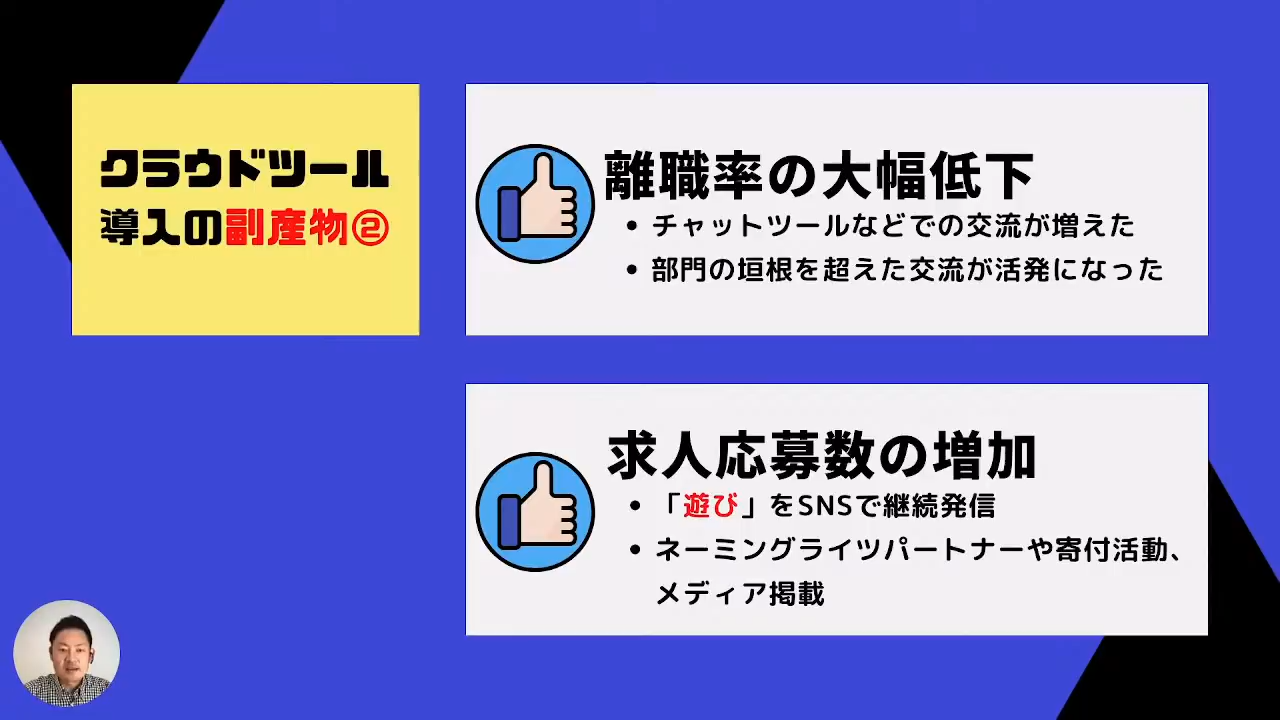 クラウドツール
導入の副産物②
離職率の大幅低下
• チャットツールなどでの交流が増えた
• 部門の垣根を超えた交流が活発になった
求人応募数の増加
• 「遊び」をSNSで継続発信
• ネーミングライツパートナーや寄付活動、
メディア掲載